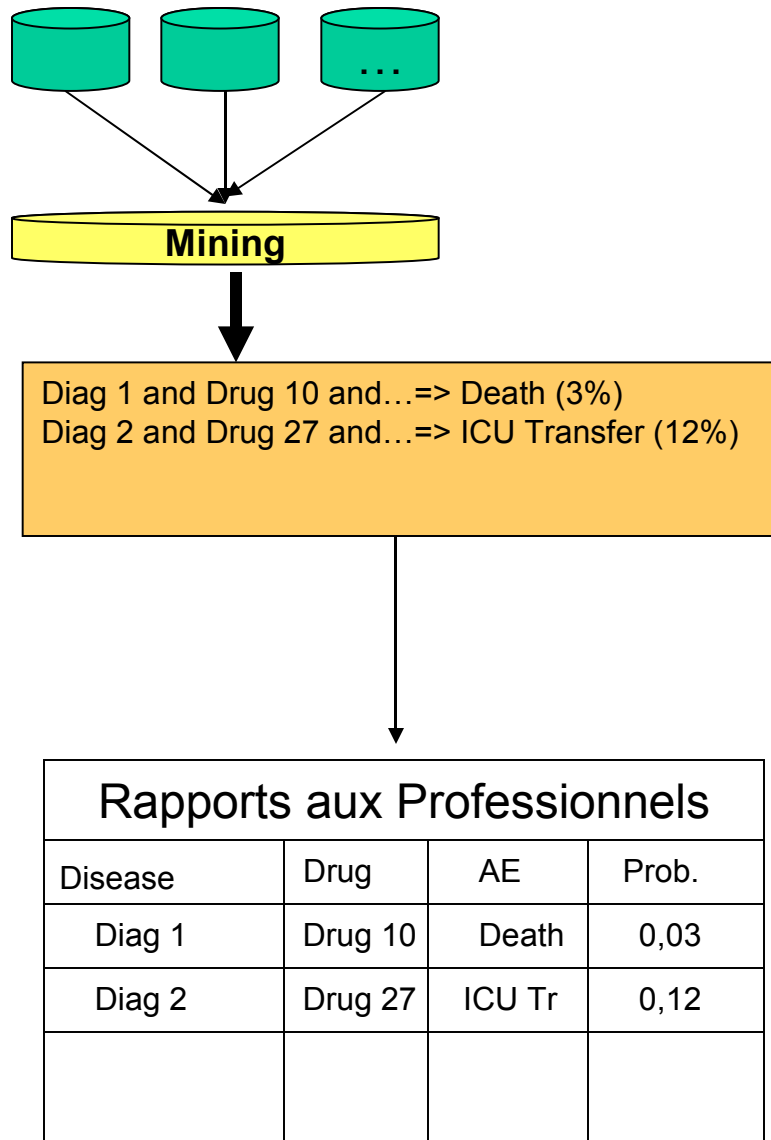 ...
Mining
Diag 1 and Drug 10 and...=> Death (3%)
Diag 2 and Drug 27 and...=> ICU Transfer (12%)
Rapports aux Professionnels
Disease Drug AE Prob.
Diag 1 Drug 10 Death 0,03
Diag 2 Drug 27 ICU Tr 0,12